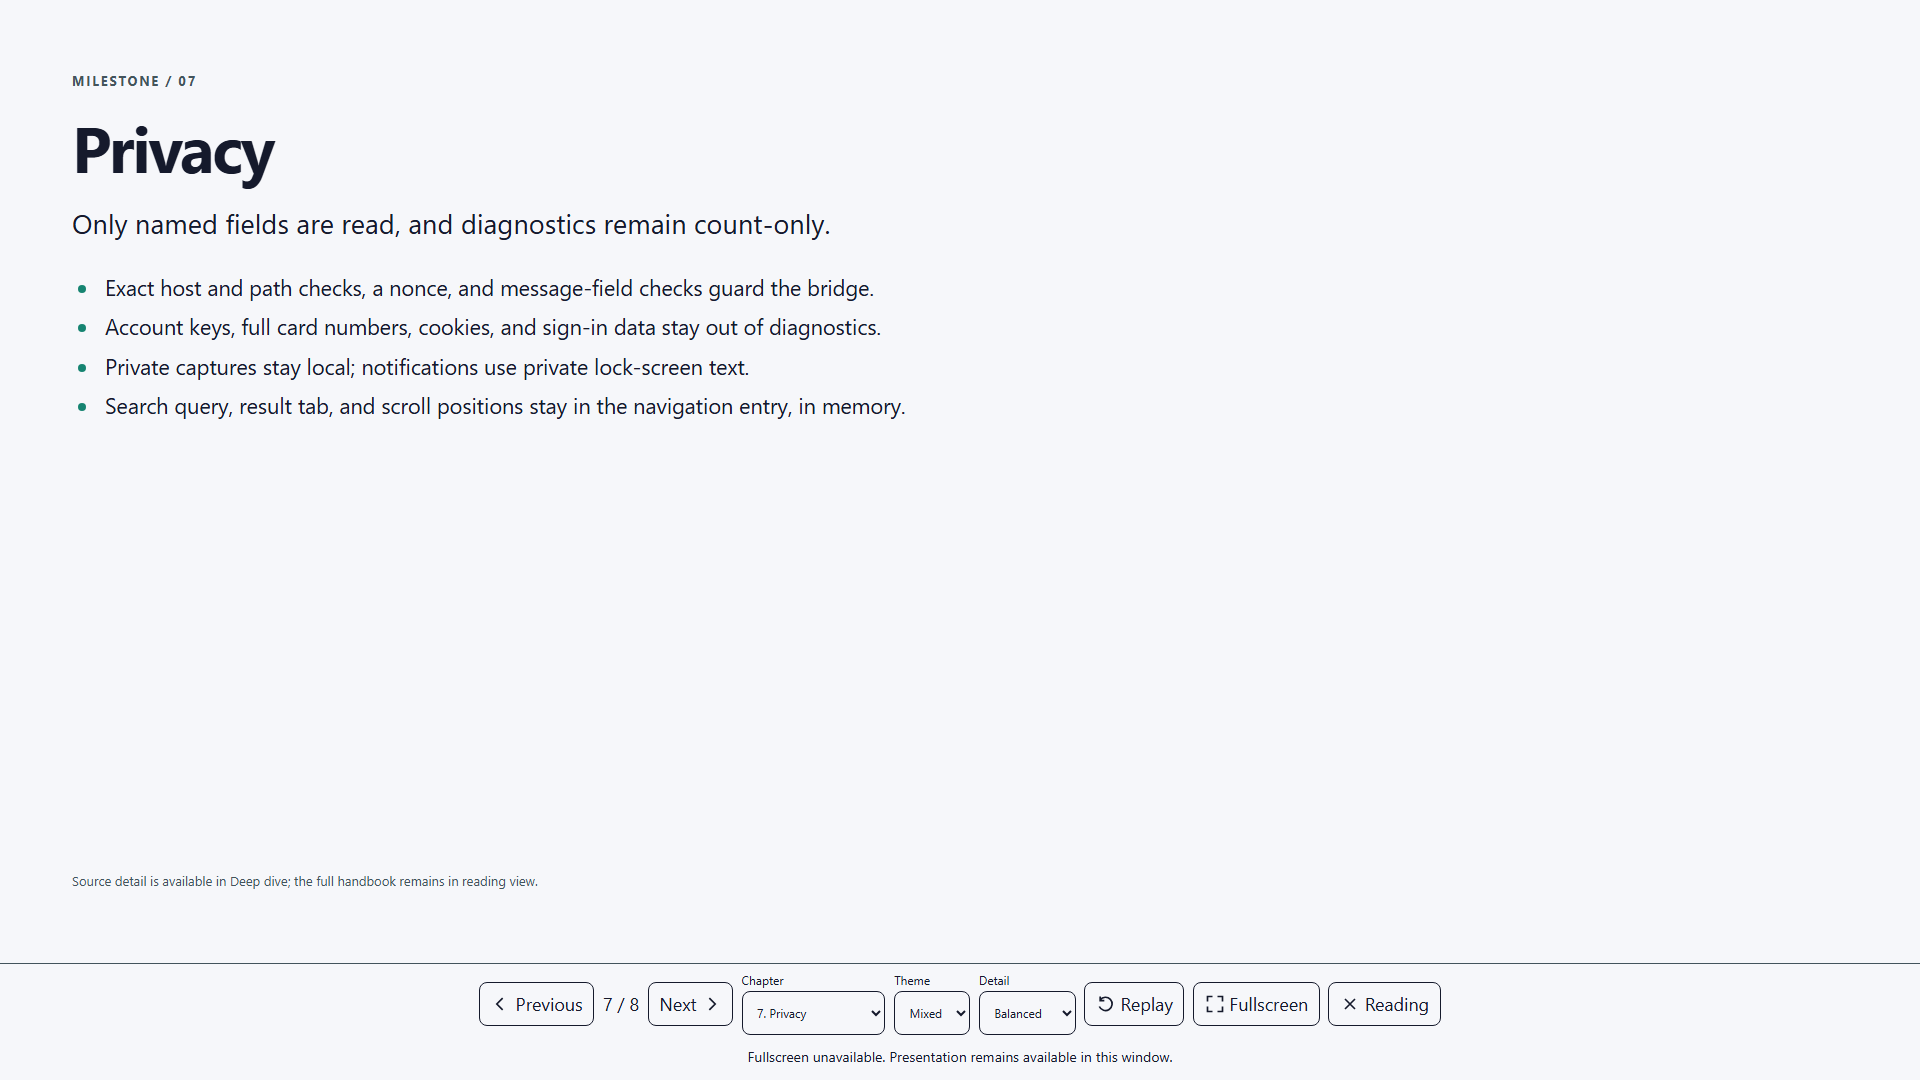 MILESTONE / 07
Privacy
Only named fields are read, and diagnostics remain count-only.
Exact host and path checks, a nonce, and message-field checks guard the bridge.
Account keys, full card numbers, cookies, and sign-in data stay out of diagnostics.
Private captures stay local; notifications use private lock-screen text.
Search query, result tab, and scroll positions stay in the navigation entry, in memory.
Source detail is available in Deep dive; the full handbook remains in reading view.
Chapter Theme Detail
Previous 7 / 8 Next 7. Privacy Mixed Balanced Replay Fullscreen Reading
Fullscreen unavailable. Presentation remains available in this window.